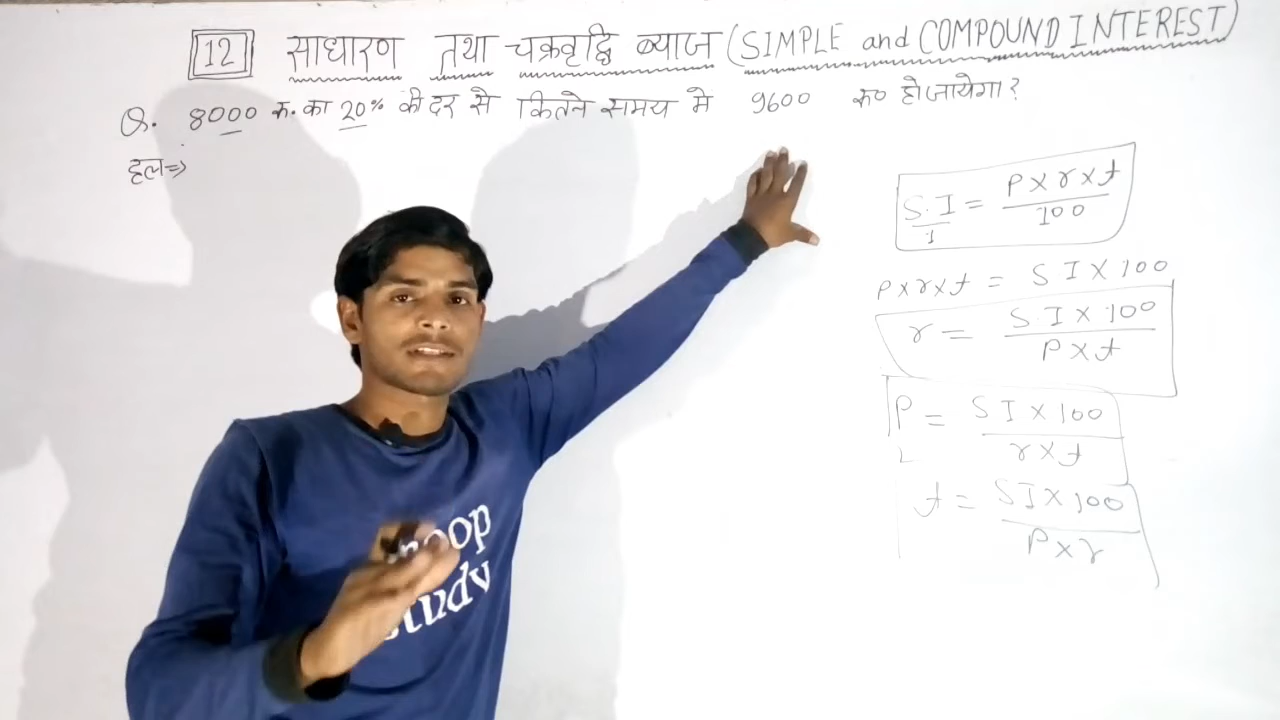 12 साधारण तथा चक्रवृद्धि ब्याज (SIMPLE and COMPOUND INTEREST)
Q. 8000 रु. का 20% की दर से कितने समय मे 9600 रू० हो जायेगा?
हल=>
S.I/1 = P x r x t / 100
P x r x t = S I x 100
r = S.I x 100 / P x t
P = S I x 100 / r x t
t = S I x 100 / P x r
study